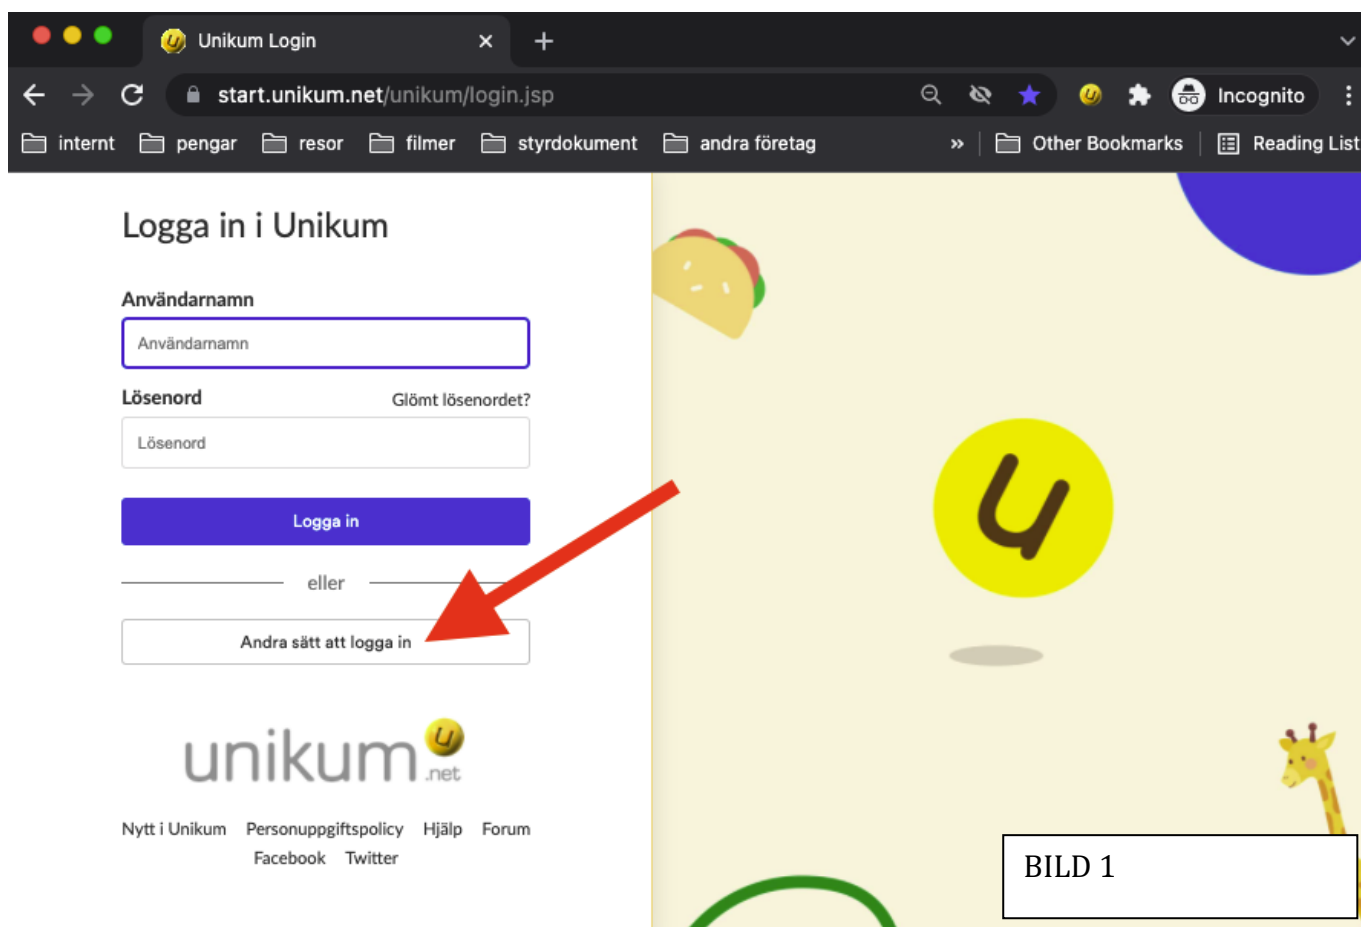 Unikum Login
start.unikum.net/unikum/login.jsp
Incognito
internt pengar resor filmer styrdokument andra företag » Other Bookmarks Reading List
Logga in i Unikum
Användarnamn
Användarnamn
Lösenord Glömt lösenordet?
Lösenord
Logga in
eller
Andra sätt att logga in
unikum.net
u
Nytt i Unikum Personuppgiftspolicy Hjälp Forum
Facebook Twitter
u
BILD 1